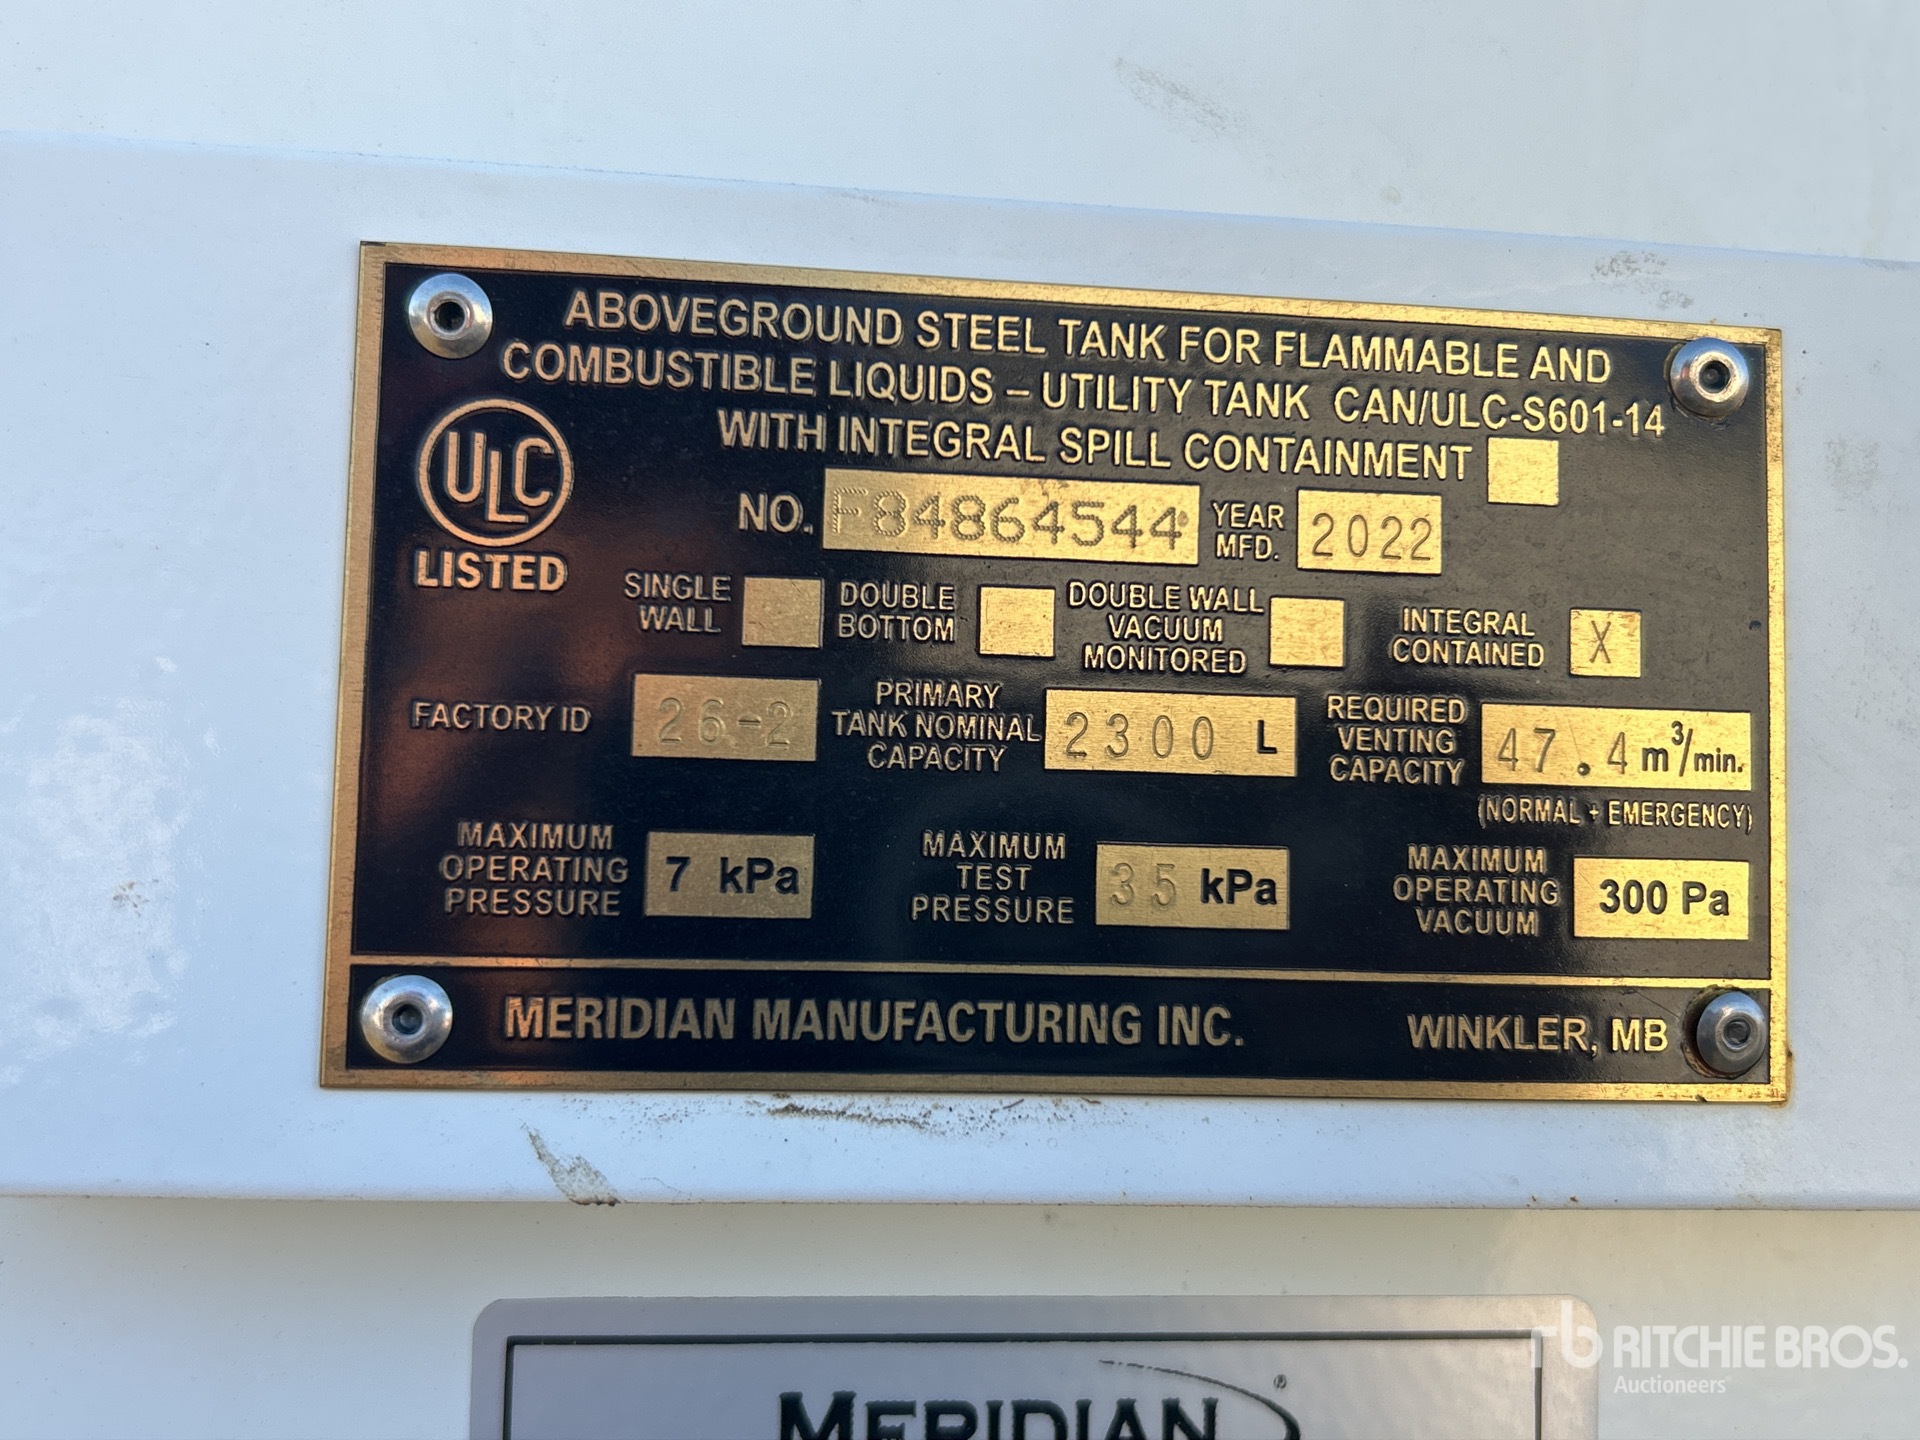 ABOVEGROUND STEEL TANK FOR FLAMMABLE AND
COMBUSTIBLE LIQUIDS – UTILITY TANK CAN/ULC-S601-14
WITH INTEGRAL SPILL CONTAINMENT
ULC
LISTED
NO. F84864544 YEAR MFD. 2022
SINGLE WALL
DOUBLE BOTTOM
DOUBLE WALL VACUUM MONITORED
INTEGRAL CONTAINED X
FACTORY ID 26-2
PRIMARY TANK NOMINAL CAPACITY 2300 L
REQUIRED VENTING CAPACITY 47.4 m³/min.
(NORMAL + EMERGENCY)
MAXIMUM OPERATING PRESSURE 7 kPa
MAXIMUM TEST PRESSURE 35 kPa
MAXIMUM OPERATING VACUUM 300 Pa
MERIDIAN MANUFACTURING INC. WINKLER, MB
MERIDIAN ®
rb RITCHIE BROS.
Auctioneers